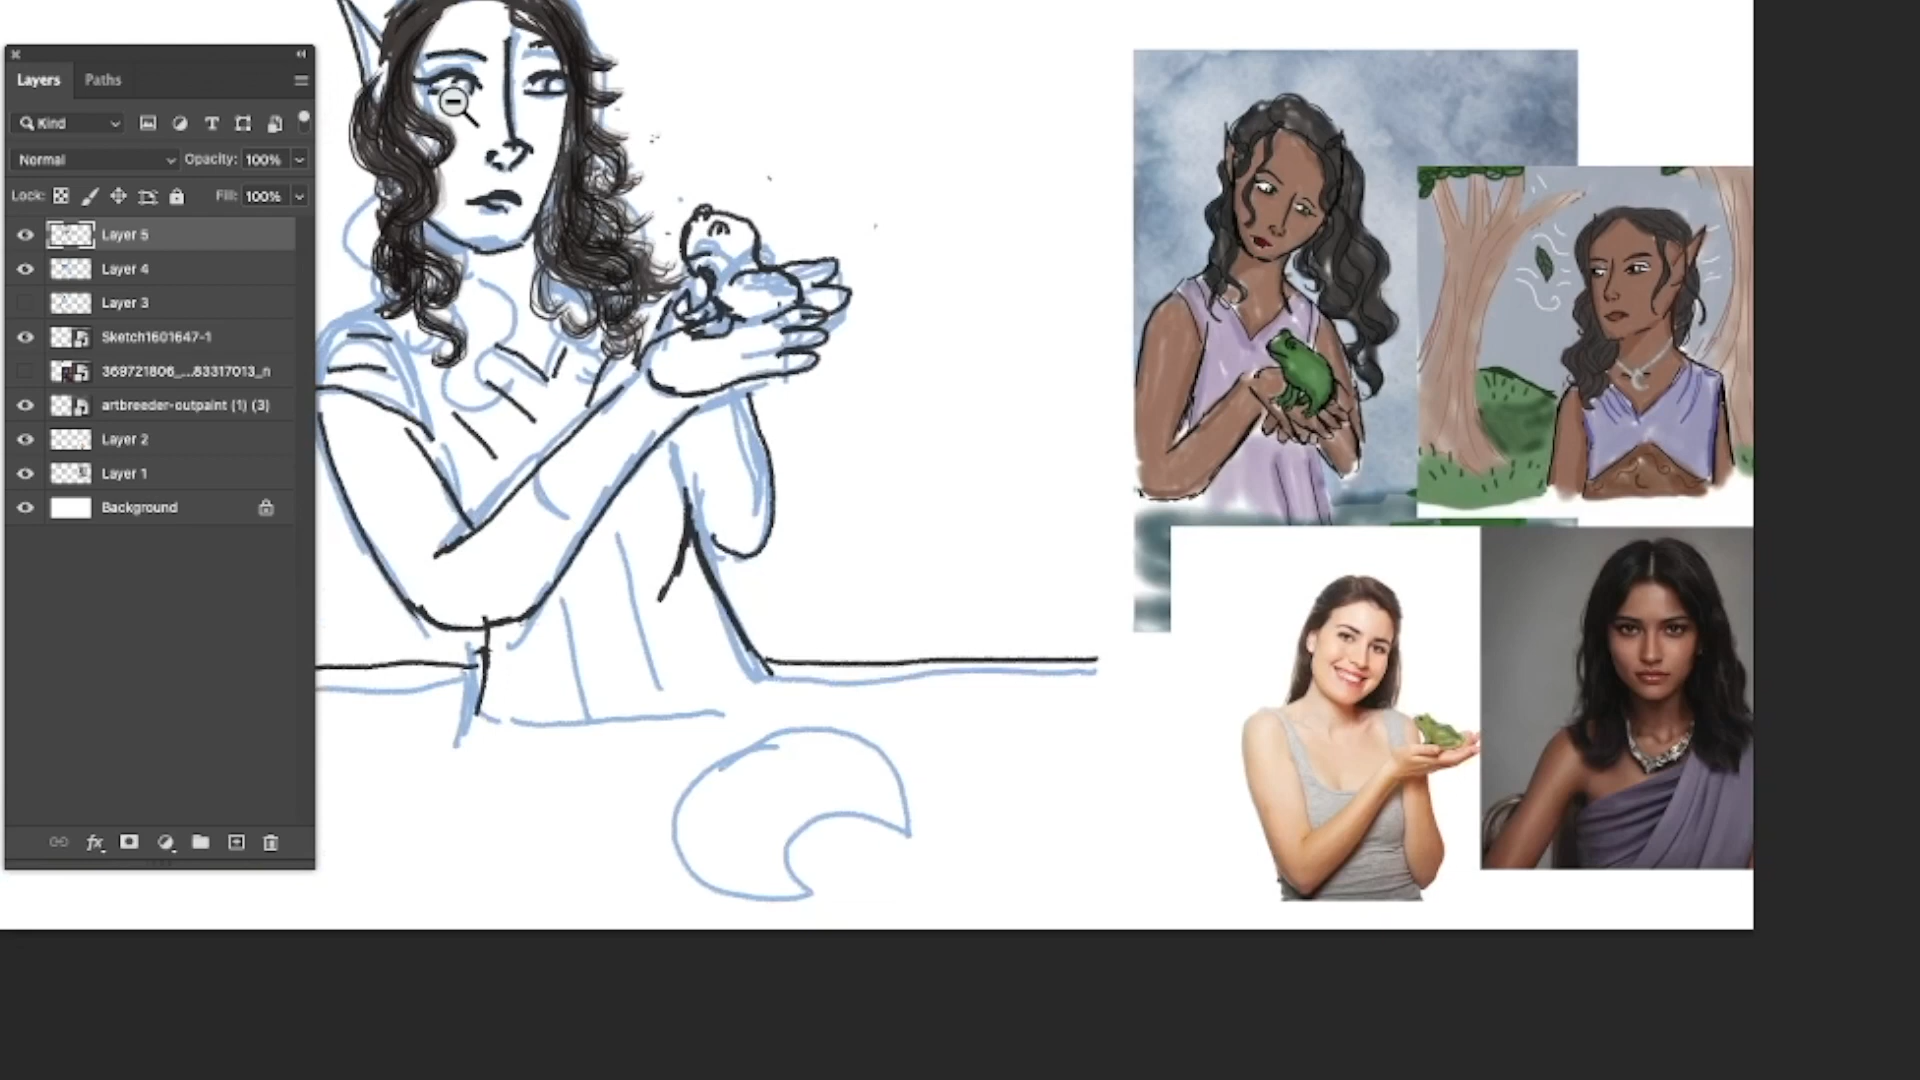 Layers Paths
Kind
Normal Opacity: 100%
Lock: Fill: 100%
Layer 5
Layer 4
Layer 3
Sketch1601647-1
369721806_...83317013_n
artbreeder-outpaint (1) (3)
Layer 2
Layer 1
Background
fx